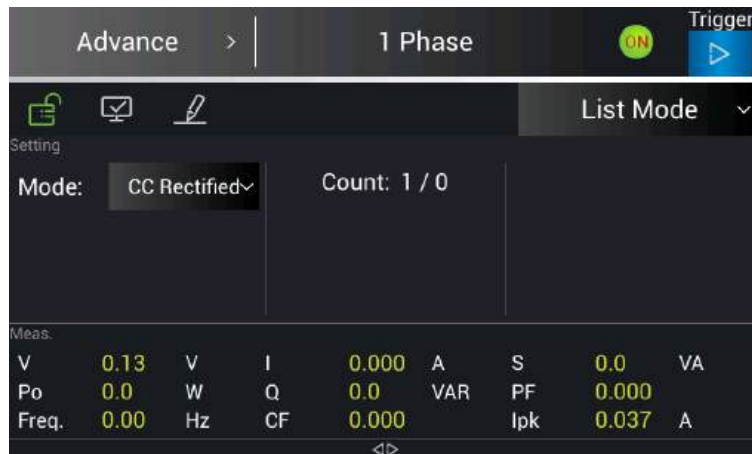 Trigger
Advance > 1 Phase ON
List Mode
Setting
Mode: CC Rectified Count: 1 / 0
Meas.
V 0.13 V I 0.000 A S 0.0 VA
Po 0.0 W Q 0.0 VAR PF 0.000
Freq. 0.00 Hz CF 0.000 Ipk 0.037 A